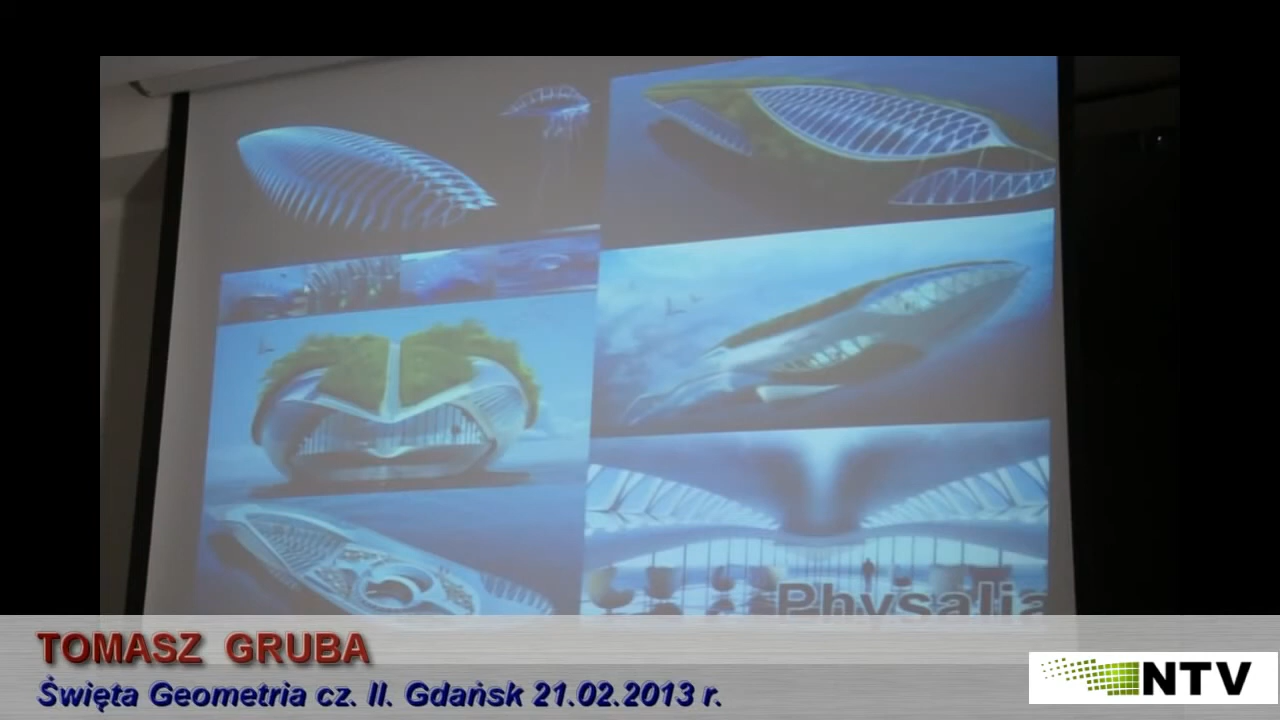 Physalia
TOMASZ GRUBA
Święta Geometria cz. II. Gdańsk 21.02.2013 r.
NTV